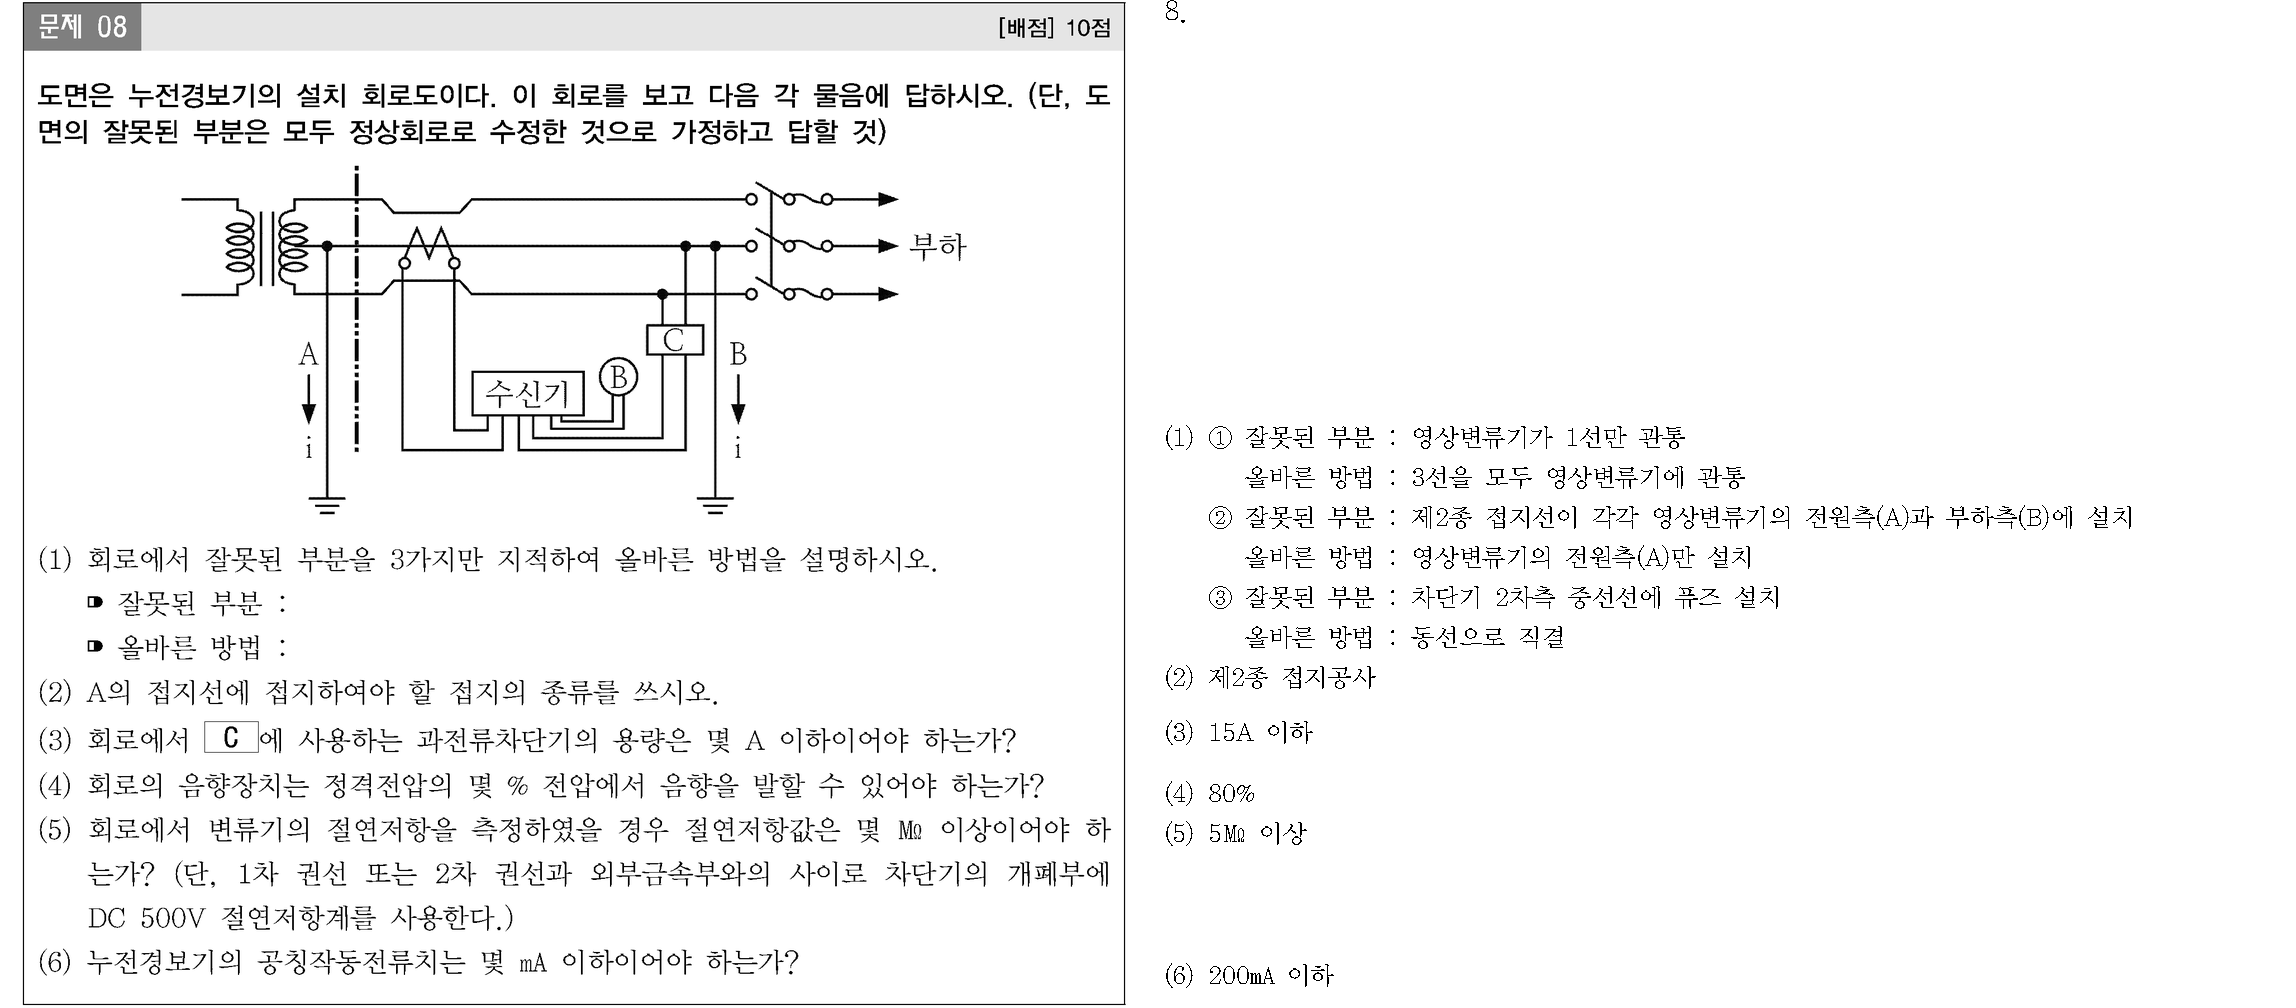 문제 08
[배점] 10점
도면은 누전경보기의 설치 회로도이다. 이 회로를 보고 다음 각 물음에 답하시오. (단, 도
면의 잘못된 부분은 모두 정상회로로 수정한 것으로 가정하고 답할 것)
부하
C
A
B
수신기
B
i
i
(1) 회로에서 잘못된 부분을 3가지만 지적하여 올바른 방법을 설명하시오.
잘못된 부분 :
올바른 방법 :
(2) A의 접지선에 접지하여야 할 접지의 종류를 쓰시오.
(3) 회로에서 C에 사용하는 과전류차단기의 용량은 몇 A 이하이어야 하는가?
(4) 회로의 음향장치는 정격전압의 몇 % 전압에서 음향을 발할 수 있어야 하는가?
(5) 회로에서 변류기의 절연저항을 측정하였을 경우 절연저항값은 몇 MΩ 이상이어야 하
는가? (단, 1차 권선 또는 2차 권선과 외부금속부와의 사이로 차단기의 개폐부에
DC 500V 절연저항계를 사용한다.)
(6) 누전경보기의 공칭작동전류치는 몇 mA 이하이어야 하는가?
8.
(1) ① 잘못된 부분 : 영상변류기가 1선만 관통
올바른 방법 : 3선을 모두 영상변류기에 관통
② 잘못된 부분 : 제2종 접지선이 각각 영상변류기의 전원측(A)과 부하측(B)에 설치
올바른 방법 : 영상변류기의 전원측(A)만 설치
③ 잘못된 부분 : 차단기 2차측 중선선에 퓨즈 설치
올바른 방법 : 동선으로 직결
(2) 제2종 접지공사
(3) 15A 이하
(4) 80%
(5) 5MΩ 이상
(6) 200mA 이하